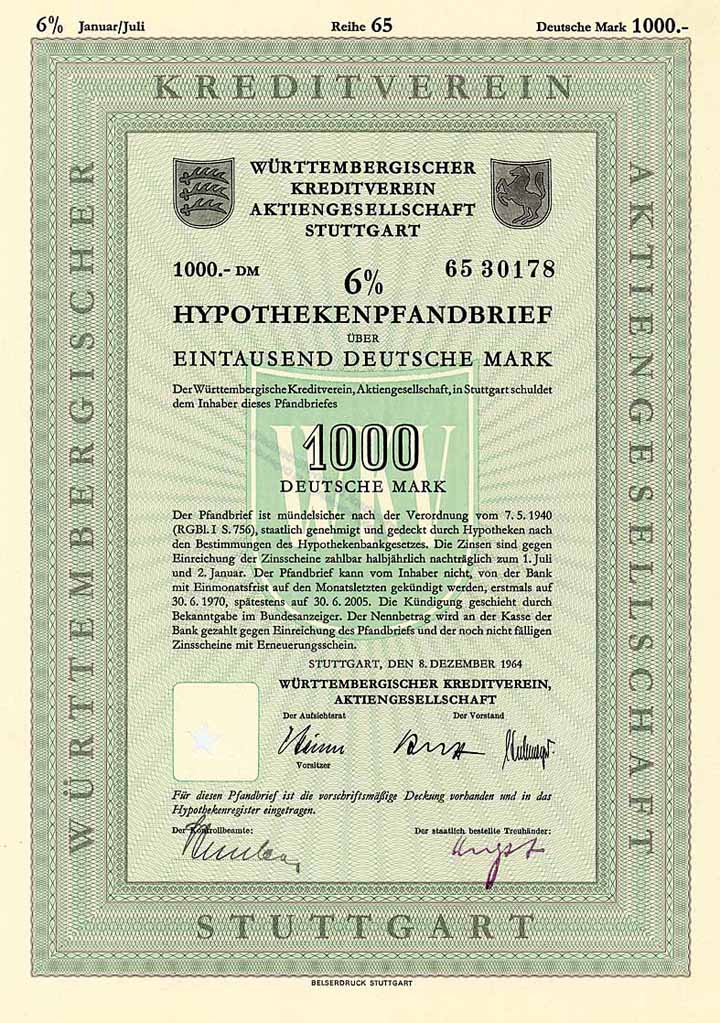 6% Januar/Juli Reihe 65 Deutsche Mark 1000.-
KREDITVEREIN
WÜRTTEMBERGISCHER
AKTIENGESELLSCHAFT
WÜRTTEMBERGISCHER
KREDITVEREIN
AKTIENGESELLSCHAFT
STUTTGART
1000.- DM 6% 65 30178
HYPOTHEKENPFANDBRIEF
ÜBER
EINTAUSEND DEUTSCHE MARK
Der Württembergische Kreditverein, Aktiengesellschaft, in Stuttgart schuldet
dem Inhaber dieses Pfandbriefes
1000
DEUTSCHE MARK
Der Pfandbrief ist mündelsicher nach der Verordnung vom 7. 5. 1940
(RGBl. I S. 756), staatlich genehmigt und gedeckt durch Hypotheken nach
den Bestimmungen des Hypothekenbankgesetzes. Die Zinsen sind gegen
Einreichung der Zinsscheine zahlbar halbjährlich nachträglich zum 1. Juli
und 2. Januar. Der Pfandbrief kann vom Inhaber nicht, von der Bank
mit Einmonatsfrist auf den Monatsletzten gekündigt werden, erstmals auf
30. 6. 1970, spätestens auf 30. 6. 2005. Die Kündigung geschieht durch
Bekanntgabe im Bundesanzeiger. Der Nennbetrag wird an der Kasse der
Bank gezahlt gegen Einreichung des Pfandbriefs und der noch nicht fälligen
Zinsscheine mit Erneuerungsschein.
STUTTGART, DEN 8. DEZEMBER 1964
WÜRTTEMBERGISCHER KREDITVEREIN,
AKTIENGESELLSCHAFT
Der Aufsichtsrat Der Vorstand
Vorsitzer
Für diesen Pfandbrief ist die vorschriftsmäßige Deckung vorhanden und in das
Hypothekenregister eingetragen.
Der Kontrollbeamte: Der staatlich bestellte Treuhänder:
Angst
STUTTGART
BELSERDRUCK STUTTGART